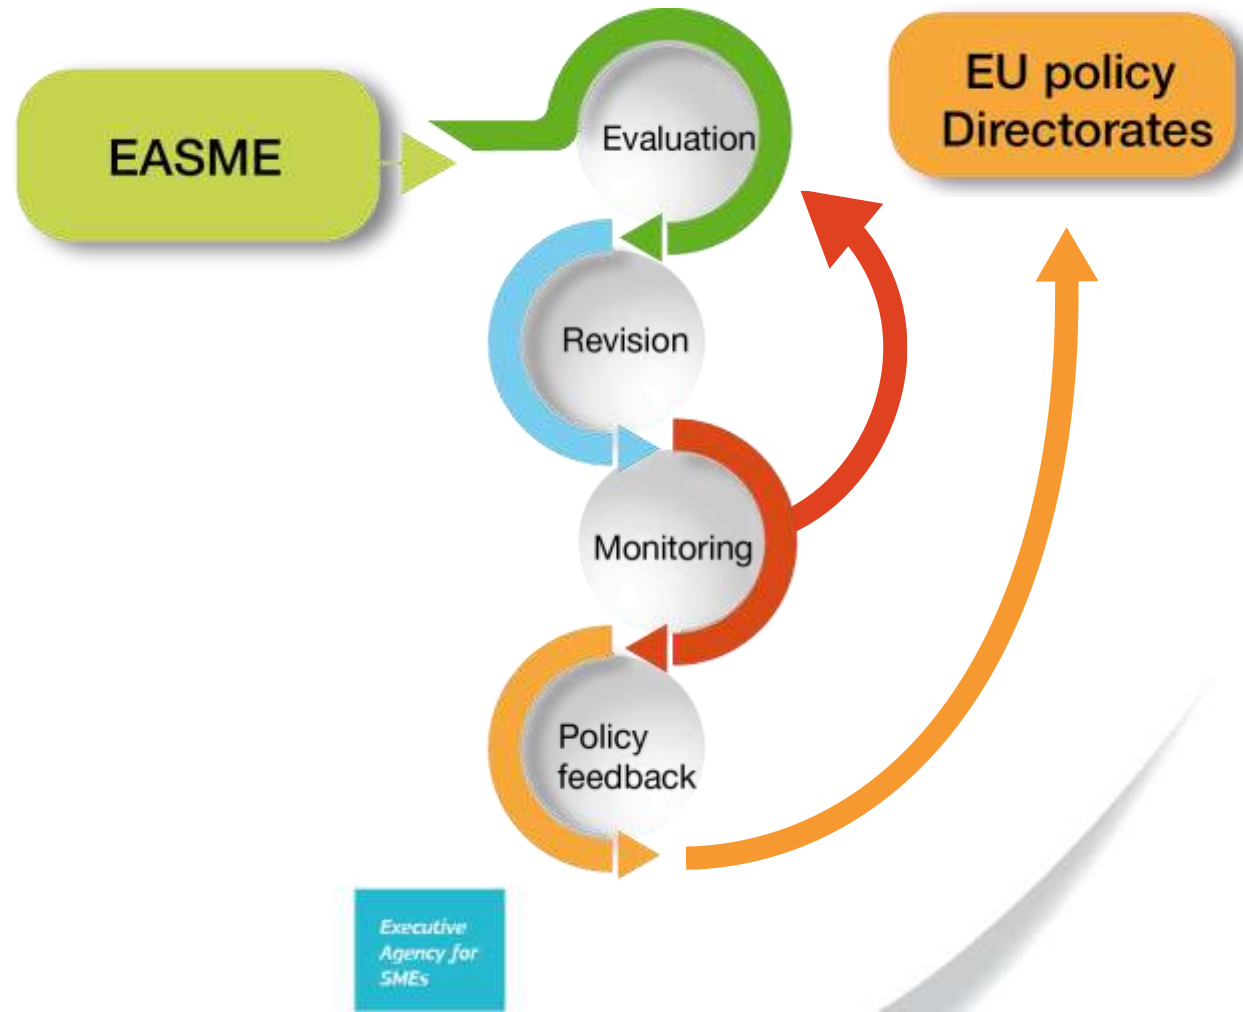 EASME
EU policy
Directorates
Evaluation
Revision
Monitoring
Policy
feedback
Executive
Agency for
SMEs